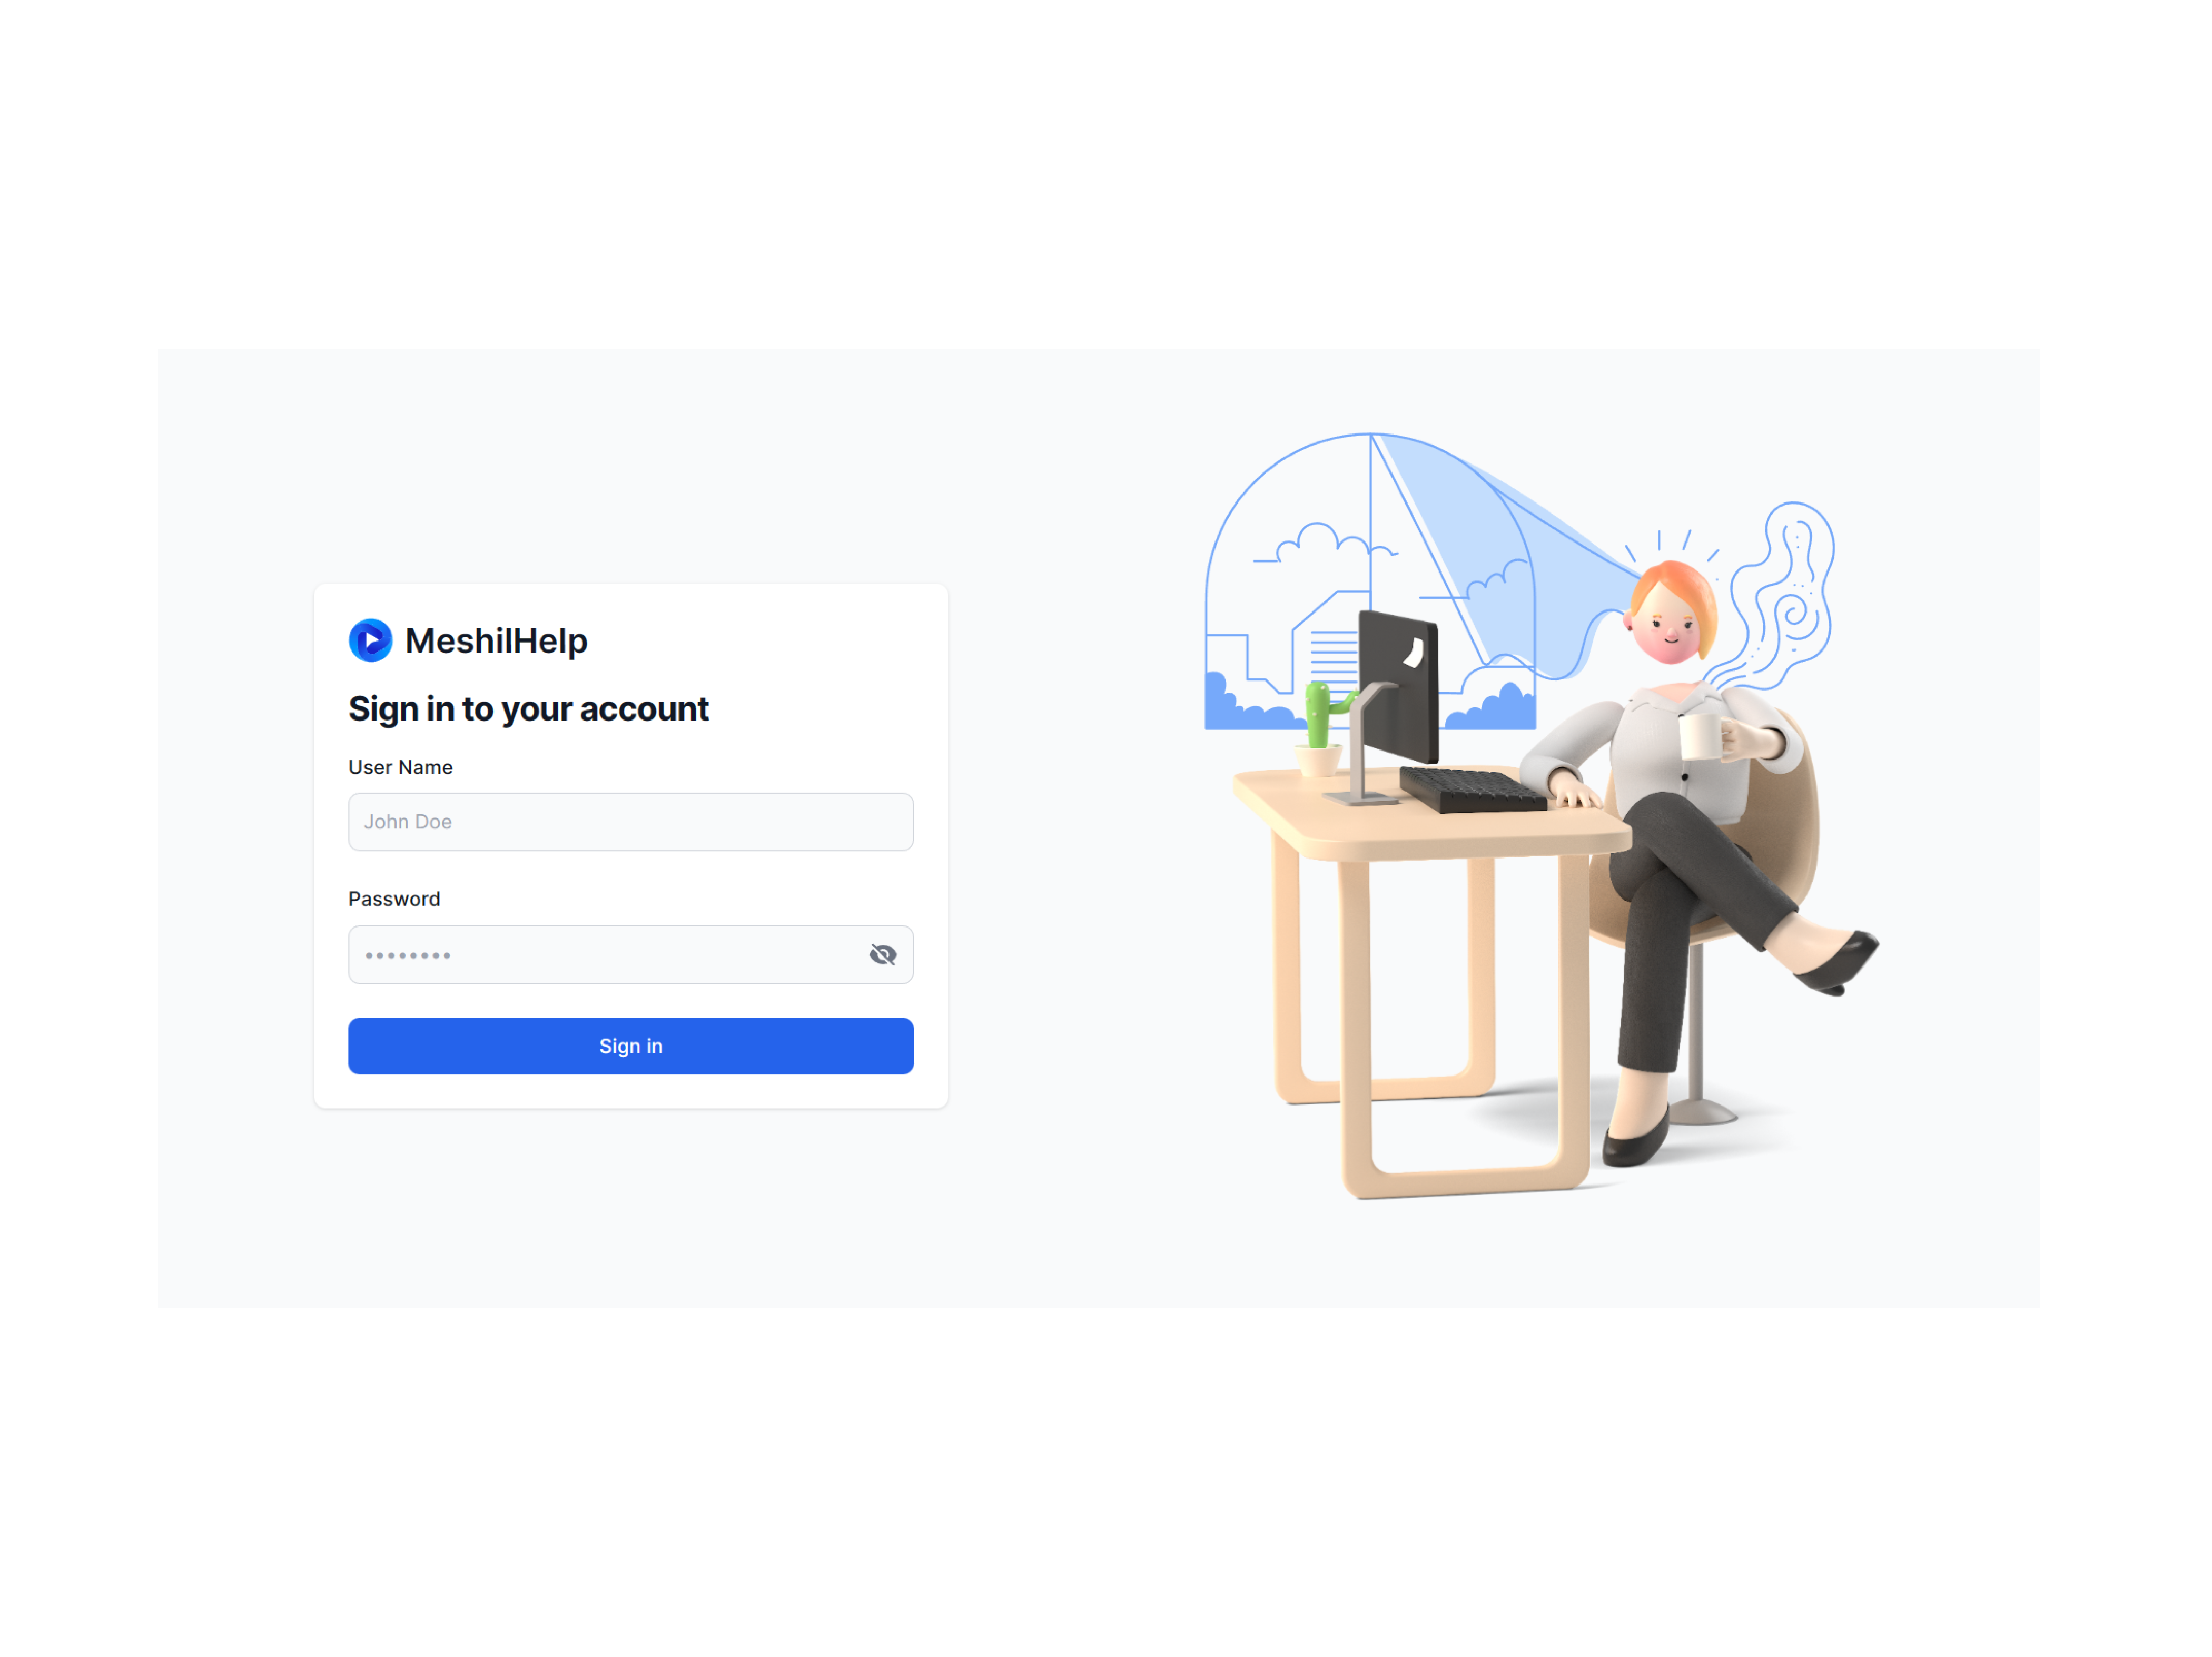 MeshilHelp
Sign in to your account
User Name
John Doe
Password
••••••••
Sign in